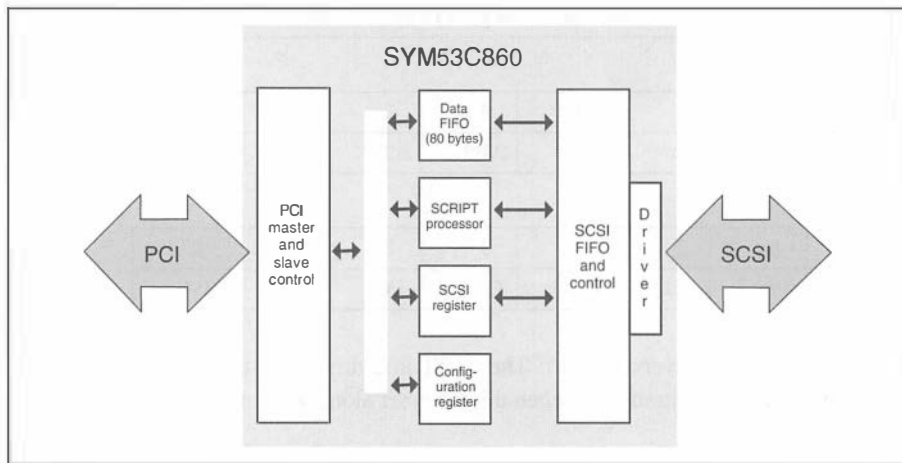 SYM53C860
PCI
PCI
master
and
slave
control
Data
FIFO
(80 bytes)
SCRIPT
processor
SCSI
register
Config-
uration
register
SCSI
FIFO
and
control
Driver
SCSI